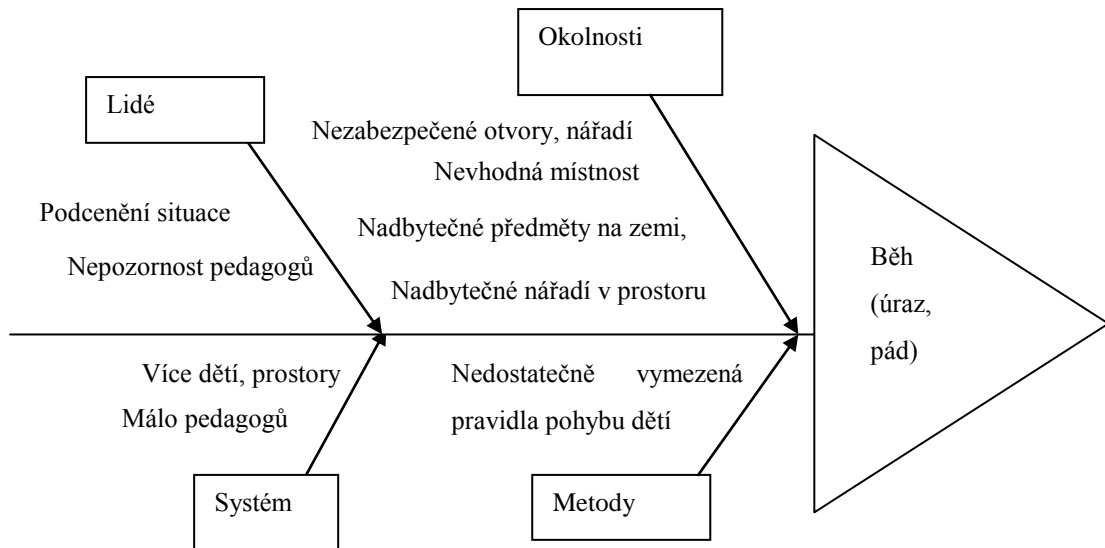 Okolnosti
Lidé
Nezabezpečené otvory, nářadí
Nevhodná místnost
Podcenění situace
Nadbytečné předměty na zemi,
Nepozornost pedagogů
Nadbytečné nářadí v prostoru
Běh
(úraz,
pád)
Více dětí, prostory
Málo pedagogů
Nedostatečně vymezená
pravidla pohybu dětí
Systém
Metody